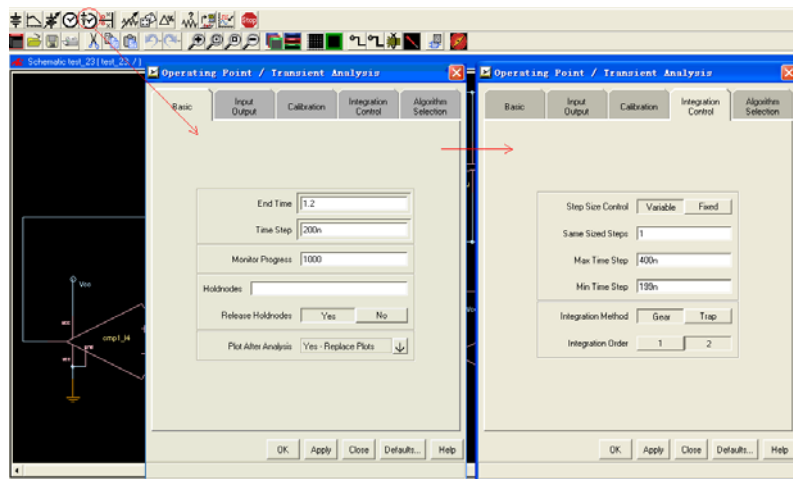 Stop
Schematic test_23 [ test_23: / ]
Operating Point / Transient Analysis
Basic
Input Output
Calibration
Integration Control
Algorithm Selection
End Time 1.2
Time Step 200n
Monitor Progress 1000
Holdnodes
Release Holdnodes Yes No
Plot After Analysis Yes - Replace Plots
OK Apply Close Defaults... Help
Operating Point / Transient Analysis
Basic
Input Output
Calibration
Integration Control
Algorithm Selection
Step Size Control Variable Fixed
Same Sized Steps 1
Max Time Step 400n
Min Time Step 199n
Integration Method Gear Trap
Integration Order 1 2
OK Apply Close Defaults... Help
Vcc
cmp1_I4